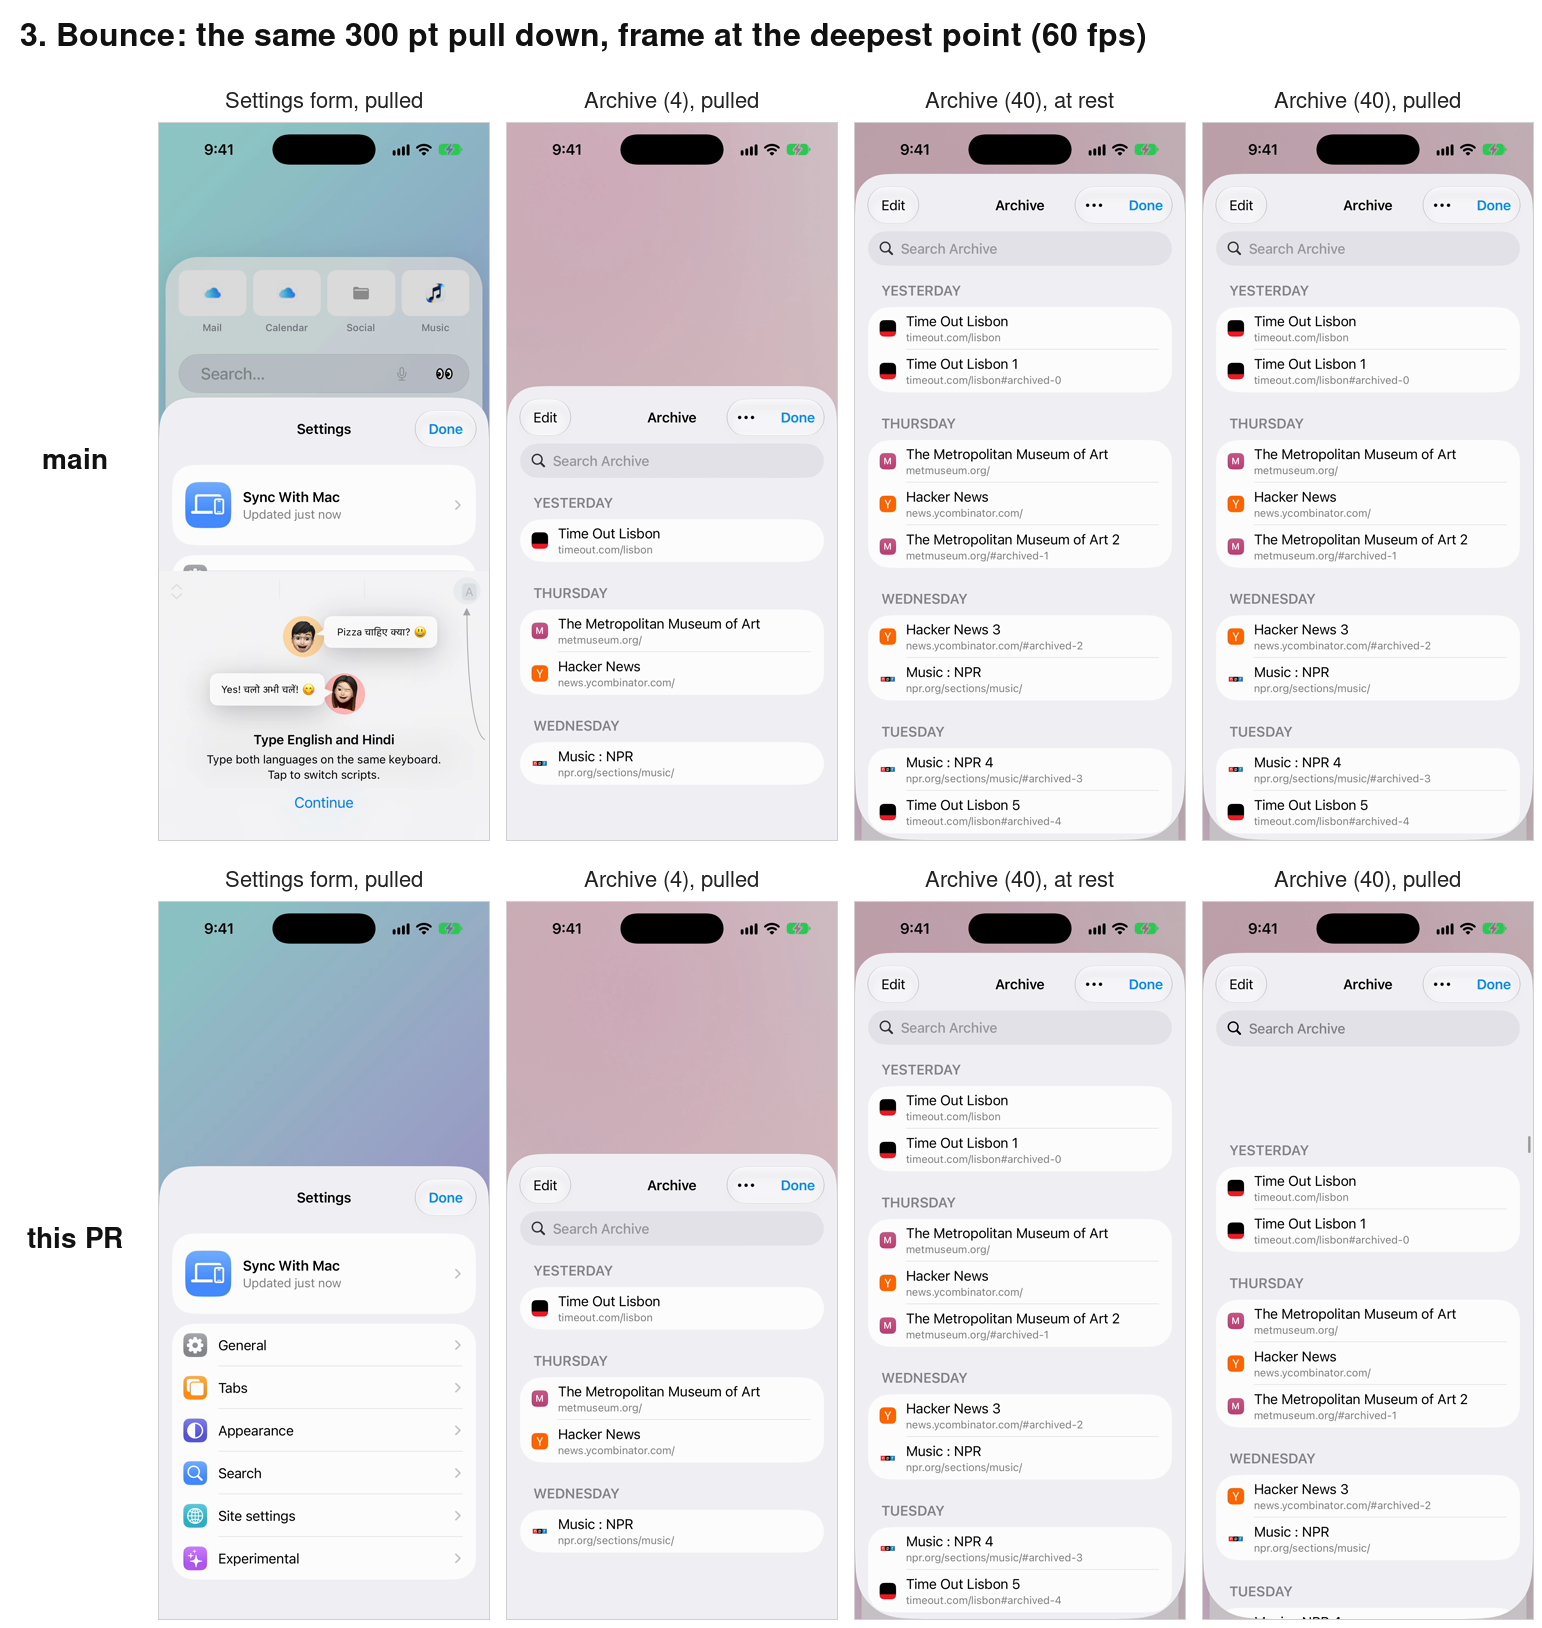 3. Bounce: the same 300 pt pull down, frame at the deepest point (60 fps)
main
Settings form, pulled
9:41
Mail
Calendar
Social
Music
Search...
Settings
Done
Sync With Mac
Updated just now
A
Pizza चाहिए क्या? 😃
Yes! चलो अभी चलें! 😋
Type English and Hindi
Type both languages on the same keyboard.
Tap to switch scripts.
Continue
Archive (4), pulled
9:41
Edit
Archive
Done
Search Archive
YESTERDAY
Time Out Lisbon
timeout.com/lisbon
THURSDAY
M
The Metropolitan Museum of Art
metmuseum.org/
Y
Hacker News
news.ycombinator.com/
WEDNESDAY
Music : NPR
npr.org/sections/music/
Archive (40), at rest
9:41
Edit
Archive
Done
Search Archive
YESTERDAY
Time Out Lisbon
timeout.com/lisbon
Time Out Lisbon 1
timeout.com/lisbon#archived-0
THURSDAY
M
The Metropolitan Museum of Art
metmuseum.org/
Y
Hacker News
news.ycombinator.com/
M
The Metropolitan Museum of Art 2
metmuseum.org/#archived-1
WEDNESDAY
Y
Hacker News 3
news.ycombinator.com/#archived-2
Music : NPR
npr.org/sections/music/
TUESDAY
Music : NPR 4
npr.org/sections/music/#archived-3
Time Out Lisbon 5
timeout.com/lisbon#archived-4
Archive (40), pulled
9:41
Edit
Archive
Done
Search Archive
YESTERDAY
Time Out Lisbon
timeout.com/lisbon
Time Out Lisbon 1
timeout.com/lisbon#archived-0
THURSDAY
M
The Metropolitan Museum of Art
metmuseum.org/
Y
Hacker News
news.ycombinator.com/
M
The Metropolitan Museum of Art 2
metmuseum.org/#archived-1
WEDNESDAY
Y
Hacker News 3
news.ycombinator.com/#archived-2
Music : NPR
npr.org/sections/music/
TUESDAY
Music : NPR 4
npr.org/sections/music/#archived-3
Time Out Lisbon 5
timeout.com/lisbon#archived-4
this PR
Settings form, pulled
9:41
Settings
Done
Sync With Mac
Updated just now
General
Tabs
Appearance
Search
Site settings
Experimental
Archive (4), pulled
9:41
Edit
Archive
Done
Search Archive
YESTERDAY
Time Out Lisbon
timeout.com/lisbon
THURSDAY
M
The Metropolitan Museum of Art
metmuseum.org/
Y
Hacker News
news.ycombinator.com/
WEDNESDAY
Music : NPR
npr.org/sections/music/
Archive (40), at rest
9:41
Edit
Archive
Done
Search Archive
YESTERDAY
Time Out Lisbon
timeout.com/lisbon
Time Out Lisbon 1
timeout.com/lisbon#archived-0
THURSDAY
M
The Metropolitan Museum of Art
metmuseum.org/
Y
Hacker News
news.ycombinator.com/
M
The Metropolitan Museum of Art 2
metmuseum.org/#archived-1
WEDNESDAY
Y
Hacker News 3
news.ycombinator.com/#archived-2
Music : NPR
npr.org/sections/music/
TUESDAY
Music : NPR 4
npr.org/sections/music/#archived-3
Time Out Lisbon 5
timeout.com/lisbon#archived-4
Archive (40), pulled
9:41
Edit
Archive
Done
Search Archive
YESTERDAY
Time Out Lisbon
timeout.com/lisbon
Time Out Lisbon 1
timeout.com/lisbon#archived-0
THURSDAY
M
The Metropolitan Museum of Art
metmuseum.org/
Y
Hacker News
news.ycombinator.com/
M
The Metropolitan Museum of Art 2
metmuseum.org/#archived-1
WEDNESDAY
Y
Hacker News 3
news.ycombinator.com/#archived-2
Music : NPR
npr.org/sections/music/
TUESDAY